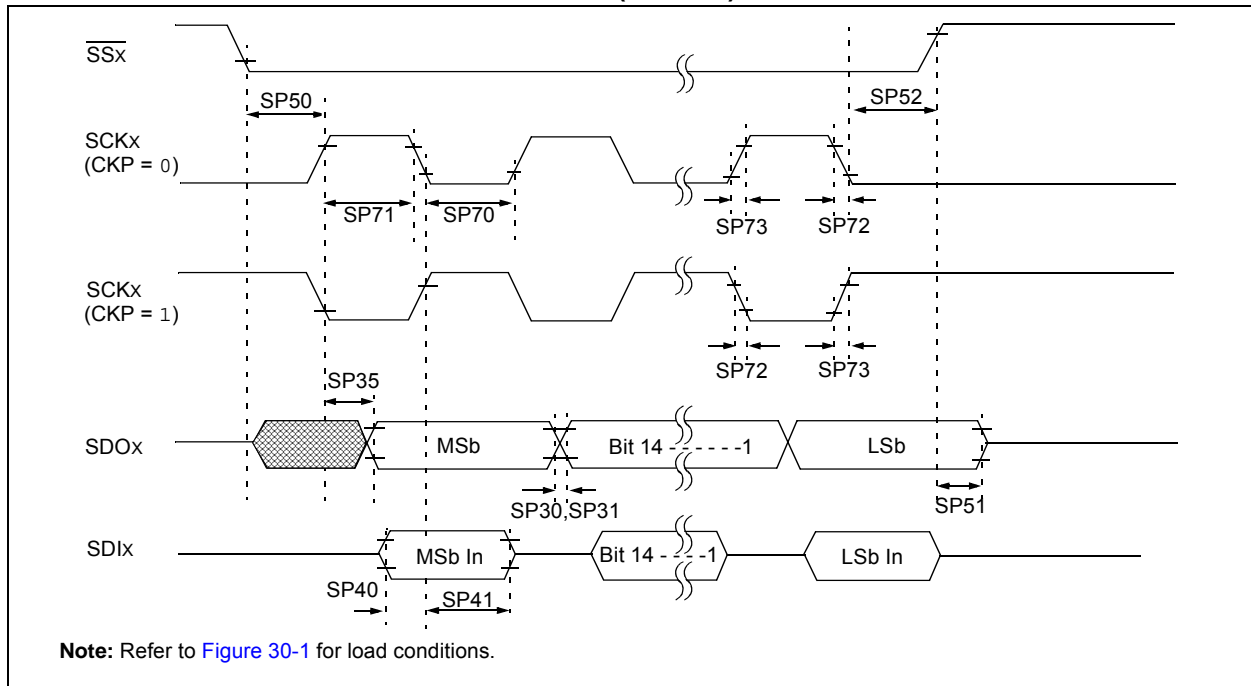 SSx
SP50
SP52
SCKx
(CKP = 0)
SP71
SP70
SP73
SP72
SCKx
(CKP = 1)
SP72
SP73
SP35
SDOx
MSb
Bit 14 - - - - - -1
LSb
SP30,SP31
SP51
SDIx
MSb In
Bit 14 - - - -1
LSb In
SP40
SP41
Note: Refer to Figure 30-1 for load conditions.